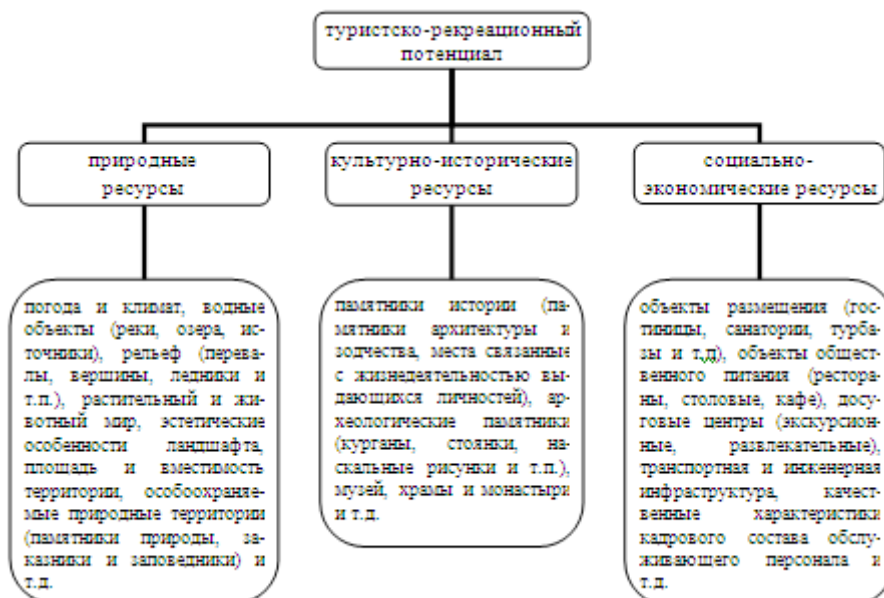 туристско-рекреационный
потенциал
природные
ресурсы
культурно-исторические
ресурсы
социально-
экономические ресурсы
погода и климат, водные
объекты (реки, озера, ис-
точники), рельеф (перева-
лы, вершины, ледники и
т.п.), растительный и жи-
вотный мир, эстетические
особенности ландшафта,
площадь и вместимость
территории, особоохраняе-
мые природные территории
(памятники природы, за-
казники и заповедники) и
т.д.
памятники истории (па-
мятники архитектуры и
зодчества, места связанные
с жизнедеятельностью вы-
дающихся личностей), ар-
хеологические памятники
(курганы, стоянки, на-
скальные рисунки и т.п.),
музей, храмы и монастыри
и т.д.
объекты размещения (гос-
тиницы, санатории, турба-
зы и т.д), объекты общест-
венного питания (рестора-
ны, столовые, кафе), досу-
говые центры (экскурсион-
ные, развлекательные),
транспортная и инженерная
инфраструктура, качест-
венные характеристики
кадрового состава обслу-
живающего персонала и
т.д.